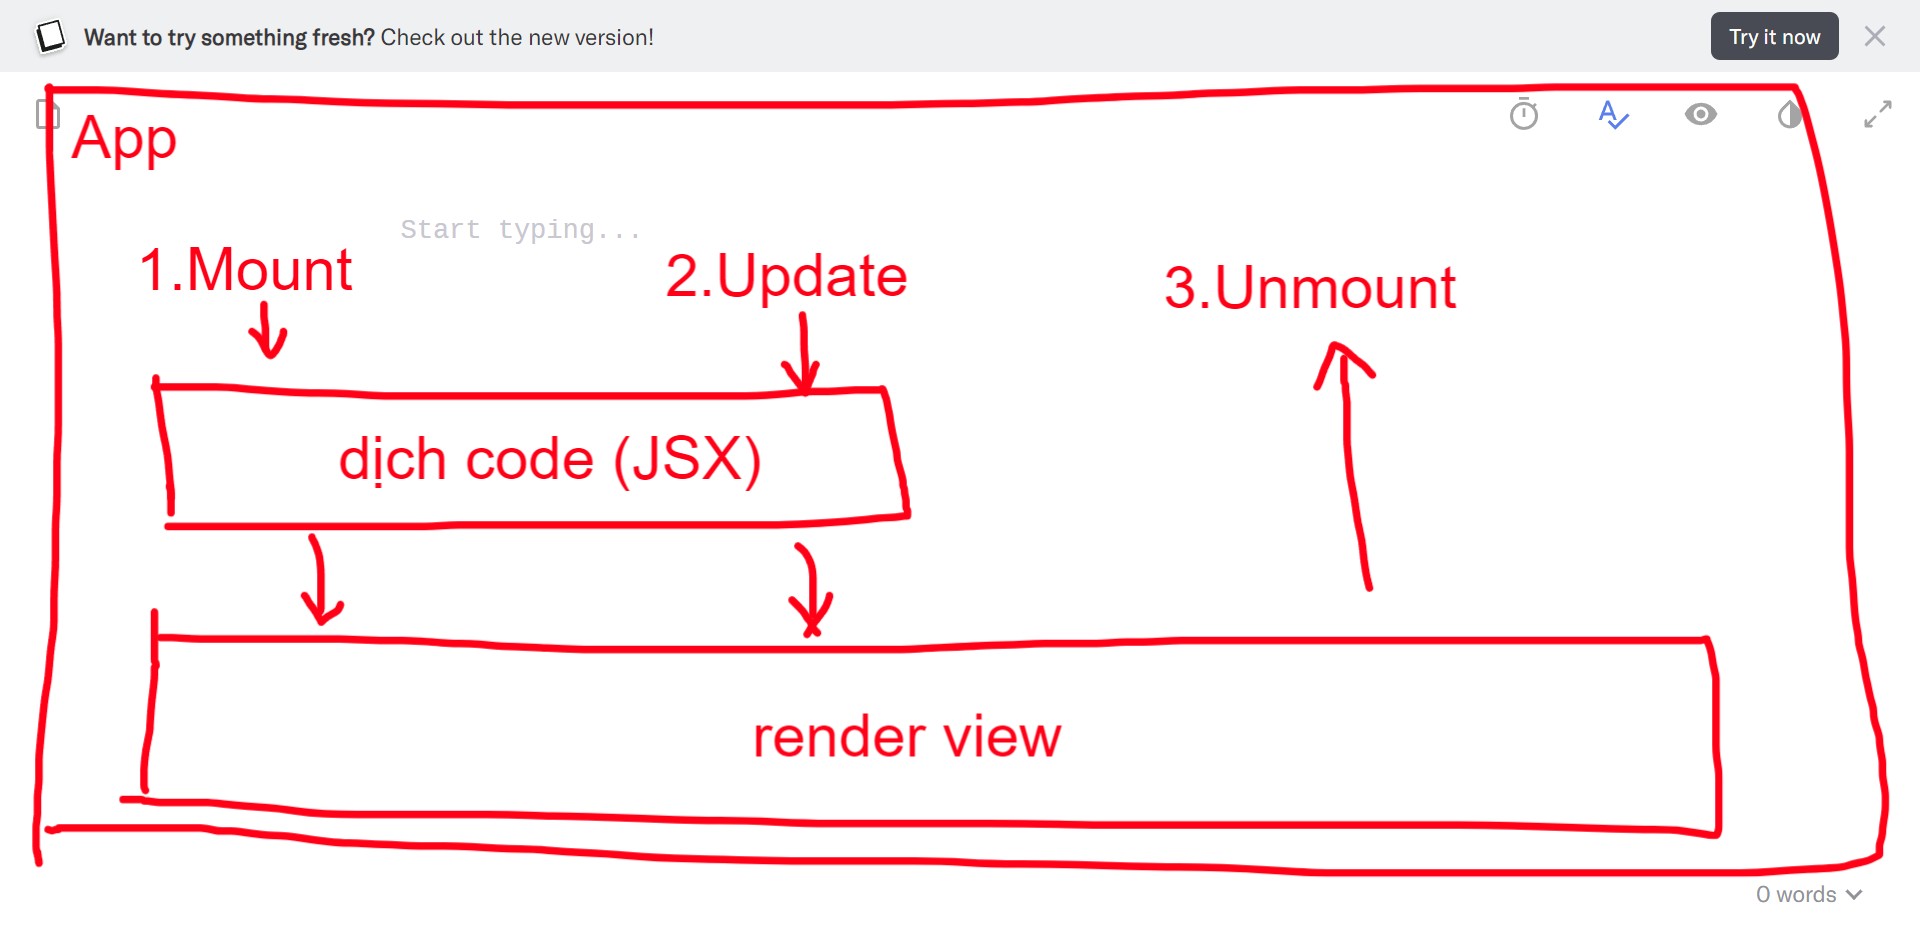 Want to try something fresh? Check out the new version!
Try it now
App
Start typing...
1.Mount
2.Update
3.Unmount
dịch code (JSX)
render view
0 words